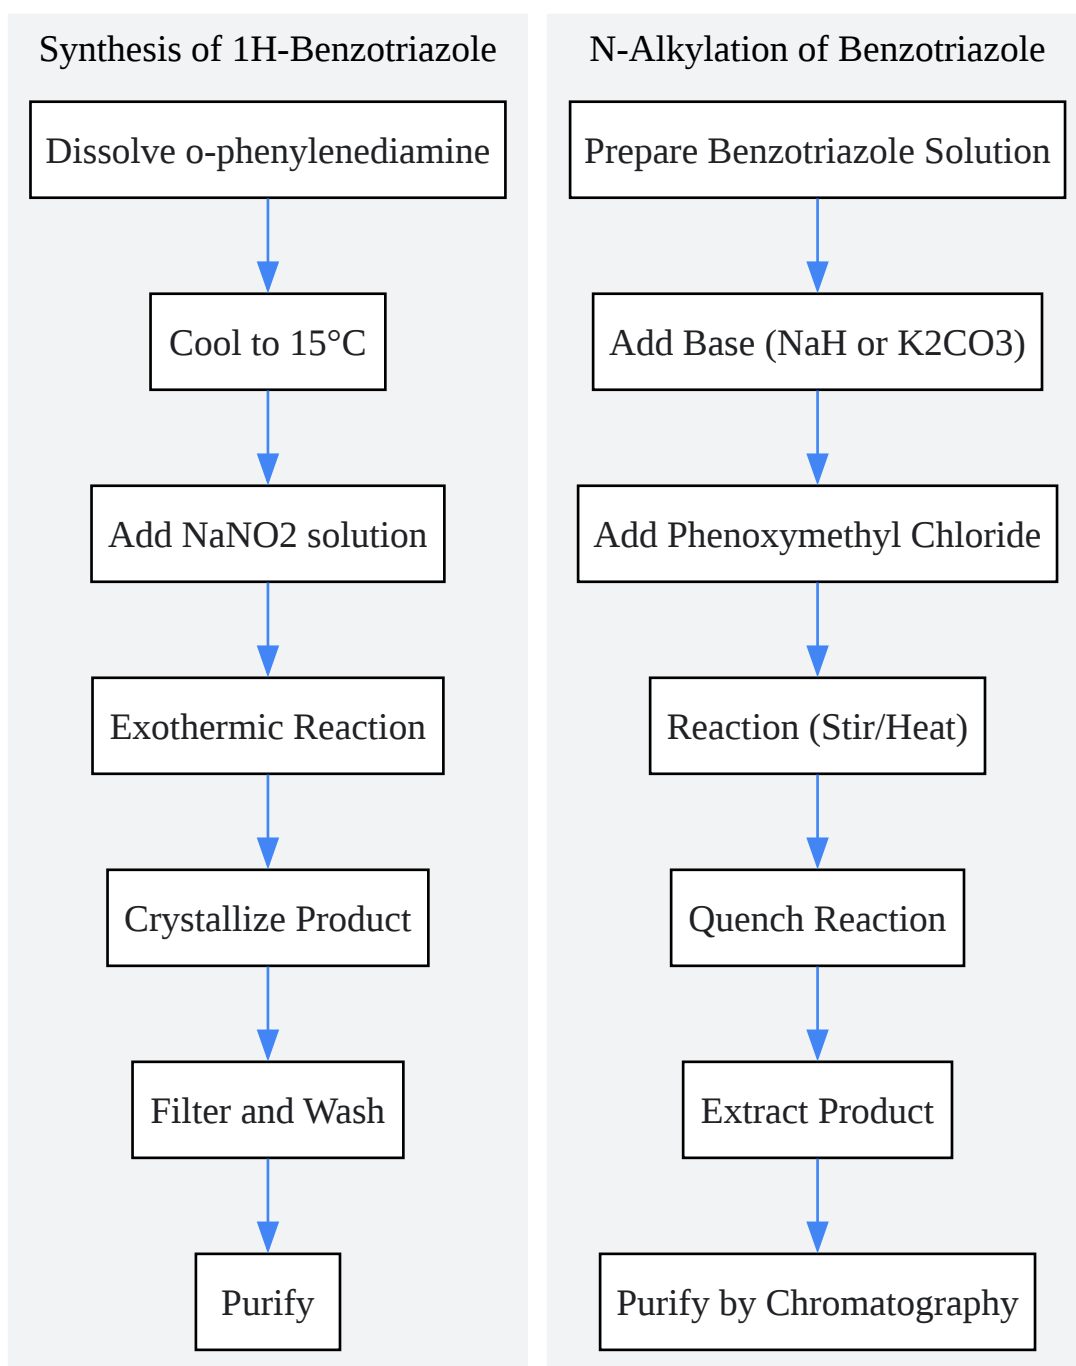 Synthesis of 1H-Benzotriazole
Dissolve o-phenylenediamine
Cool to 15°C
Add NaNO2 solution
Exothermic Reaction
Crystallize Product
Filter and Wash
Purify
N-Alkylation of Benzotriazole
Prepare Benzotriazole Solution
Add Base (NaH or K2CO3)
Add Phenoxymethyl Chloride
Reaction (Stir/Heat)
Quench Reaction
Extract Product
Purify by Chromatography